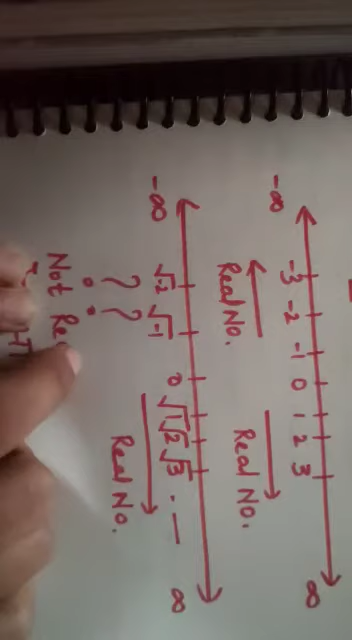 -∞ -3 -2 -1 0 1 2 3 ∞
Real No. Real No.
-∞ √-2 √-1 0 √1 √2 √3 . — ∞
? ? Real No.
Not